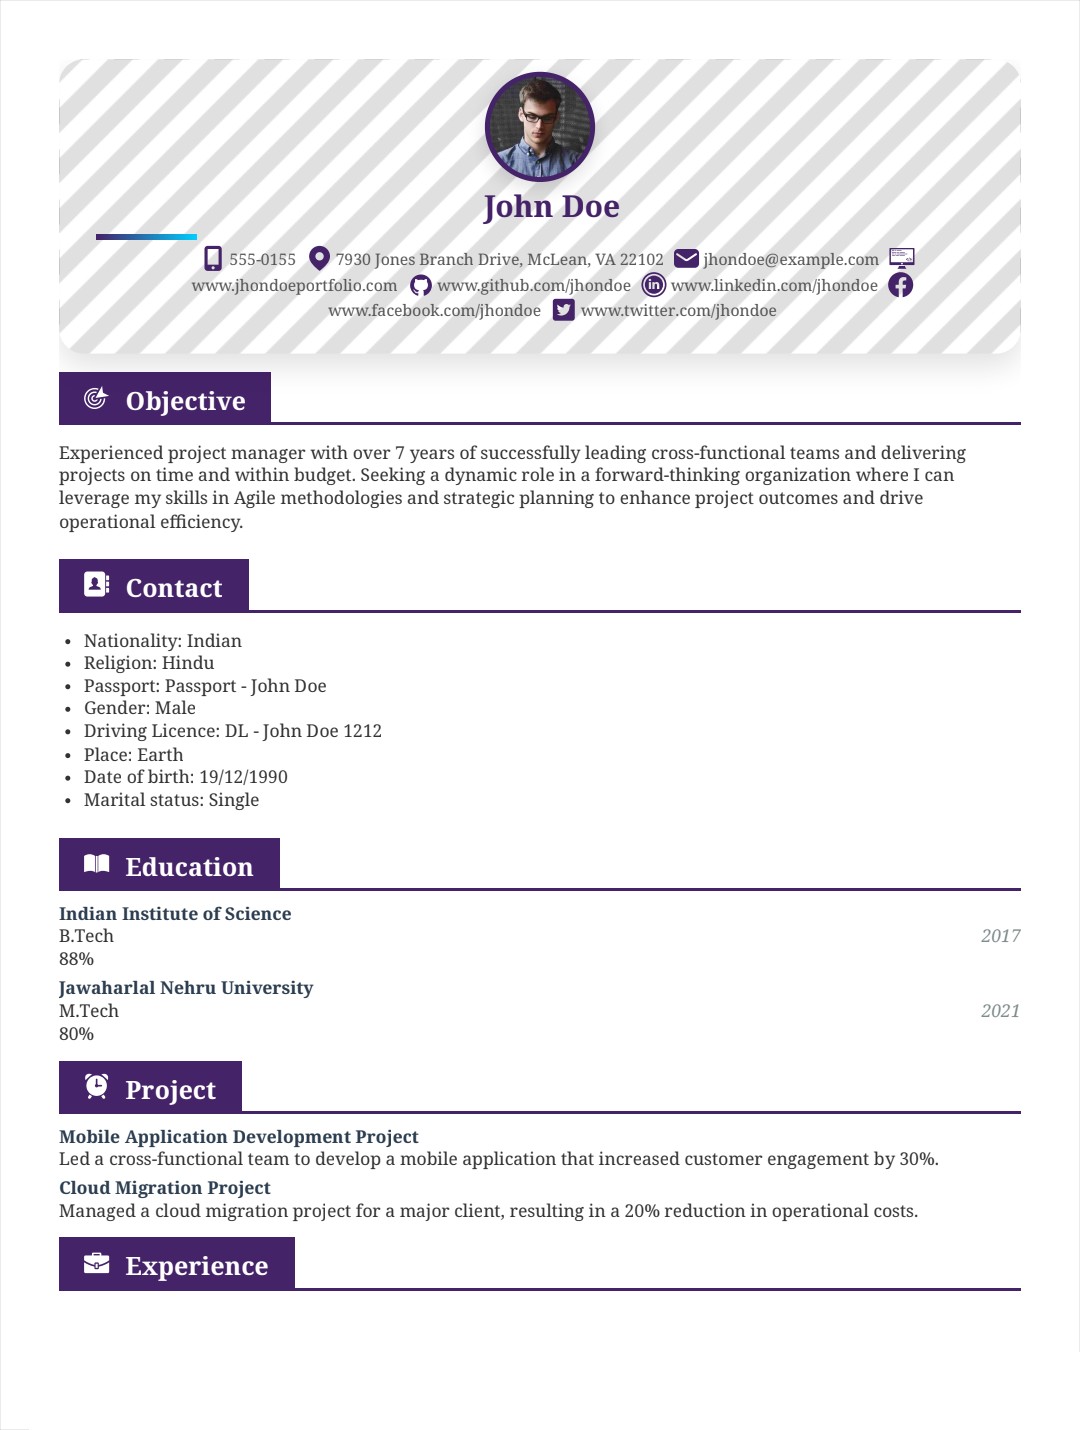 John Doe
555-0155 7930 Jones Branch Drive, McLean, VA 22102 jhondoe@example.com
www.jhondoeportfolio.com www.github.com/jhondoe www.linkedin.com/jhondoe
www.facebook.com/jhondoe www.twitter.com/jhondoe
Objective
Experienced project manager with over 7 years of successfully leading cross-functional teams and delivering
projects on time and within budget. Seeking a dynamic role in a forward-thinking organization where I can
leverage my skills in Agile methodologies and strategic planning to enhance project outcomes and drive
operational efficiency.
Contact
• Nationality: Indian
• Religion: Hindu
• Passport: Passport - John Doe
• Gender: Male
• Driving Licence: DL - John Doe 1212
• Place: Earth
• Date of birth: 19/12/1990
• Marital status: Single
Education
Indian Institute of Science
B.Tech 2017
88%
Jawaharlal Nehru University
M.Tech 2021
80%
Project
Mobile Application Development Project
Led a cross-functional team to develop a mobile application that increased customer engagement by 30%.
Cloud Migration Project
Managed a cloud migration project for a major client, resulting in a 20% reduction in operational costs.
Experience